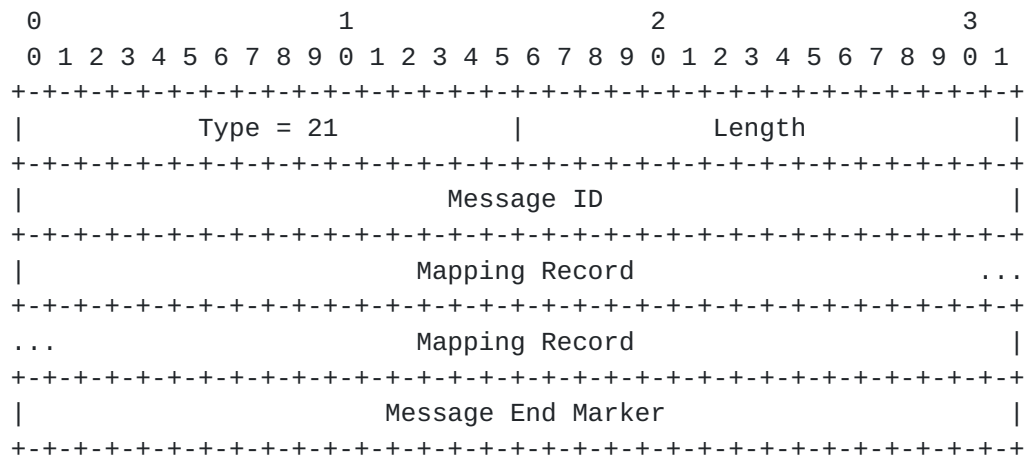 0                   1                   2                   3
 0 1 2 3 4 5 6 7 8 9 0 1 2 3 4 5 6 7 8 9 0 1 2 3 4 5 6 7 8 9 0 1
+-+-+-+-+-+-+-+-+-+-+-+-+-+-+-+-+-+-+-+-+-+-+-+-+-+-+-+-+-+-+-+-+
|           Type = 21           |            Length             |
+-+-+-+-+-+-+-+-+-+-+-+-+-+-+-+-+-+-+-+-+-+-+-+-+-+-+-+-+-+-+-+-+
|                           Message ID                          |
+-+-+-+-+-+-+-+-+-+-+-+-+-+-+-+-+-+-+-+-+-+-+-+-+-+-+-+-+-+-+-+-+
|                         Mapping Record                      ...
+-+-+-+-+-+-+-+-+-+-+-+-+-+-+-+-+-+-+-+-+-+-+-+-+-+-+-+-+-+-+-+-+
...                       Mapping Record                        |
+-+-+-+-+-+-+-+-+-+-+-+-+-+-+-+-+-+-+-+-+-+-+-+-+-+-+-+-+-+-+-+-+
|                       Message End Marker                      |
+-+-+-+-+-+-+-+-+-+-+-+-+-+-+-+-+-+-+-+-+-+-+-+-+-+-+-+-+-+-+-+-+